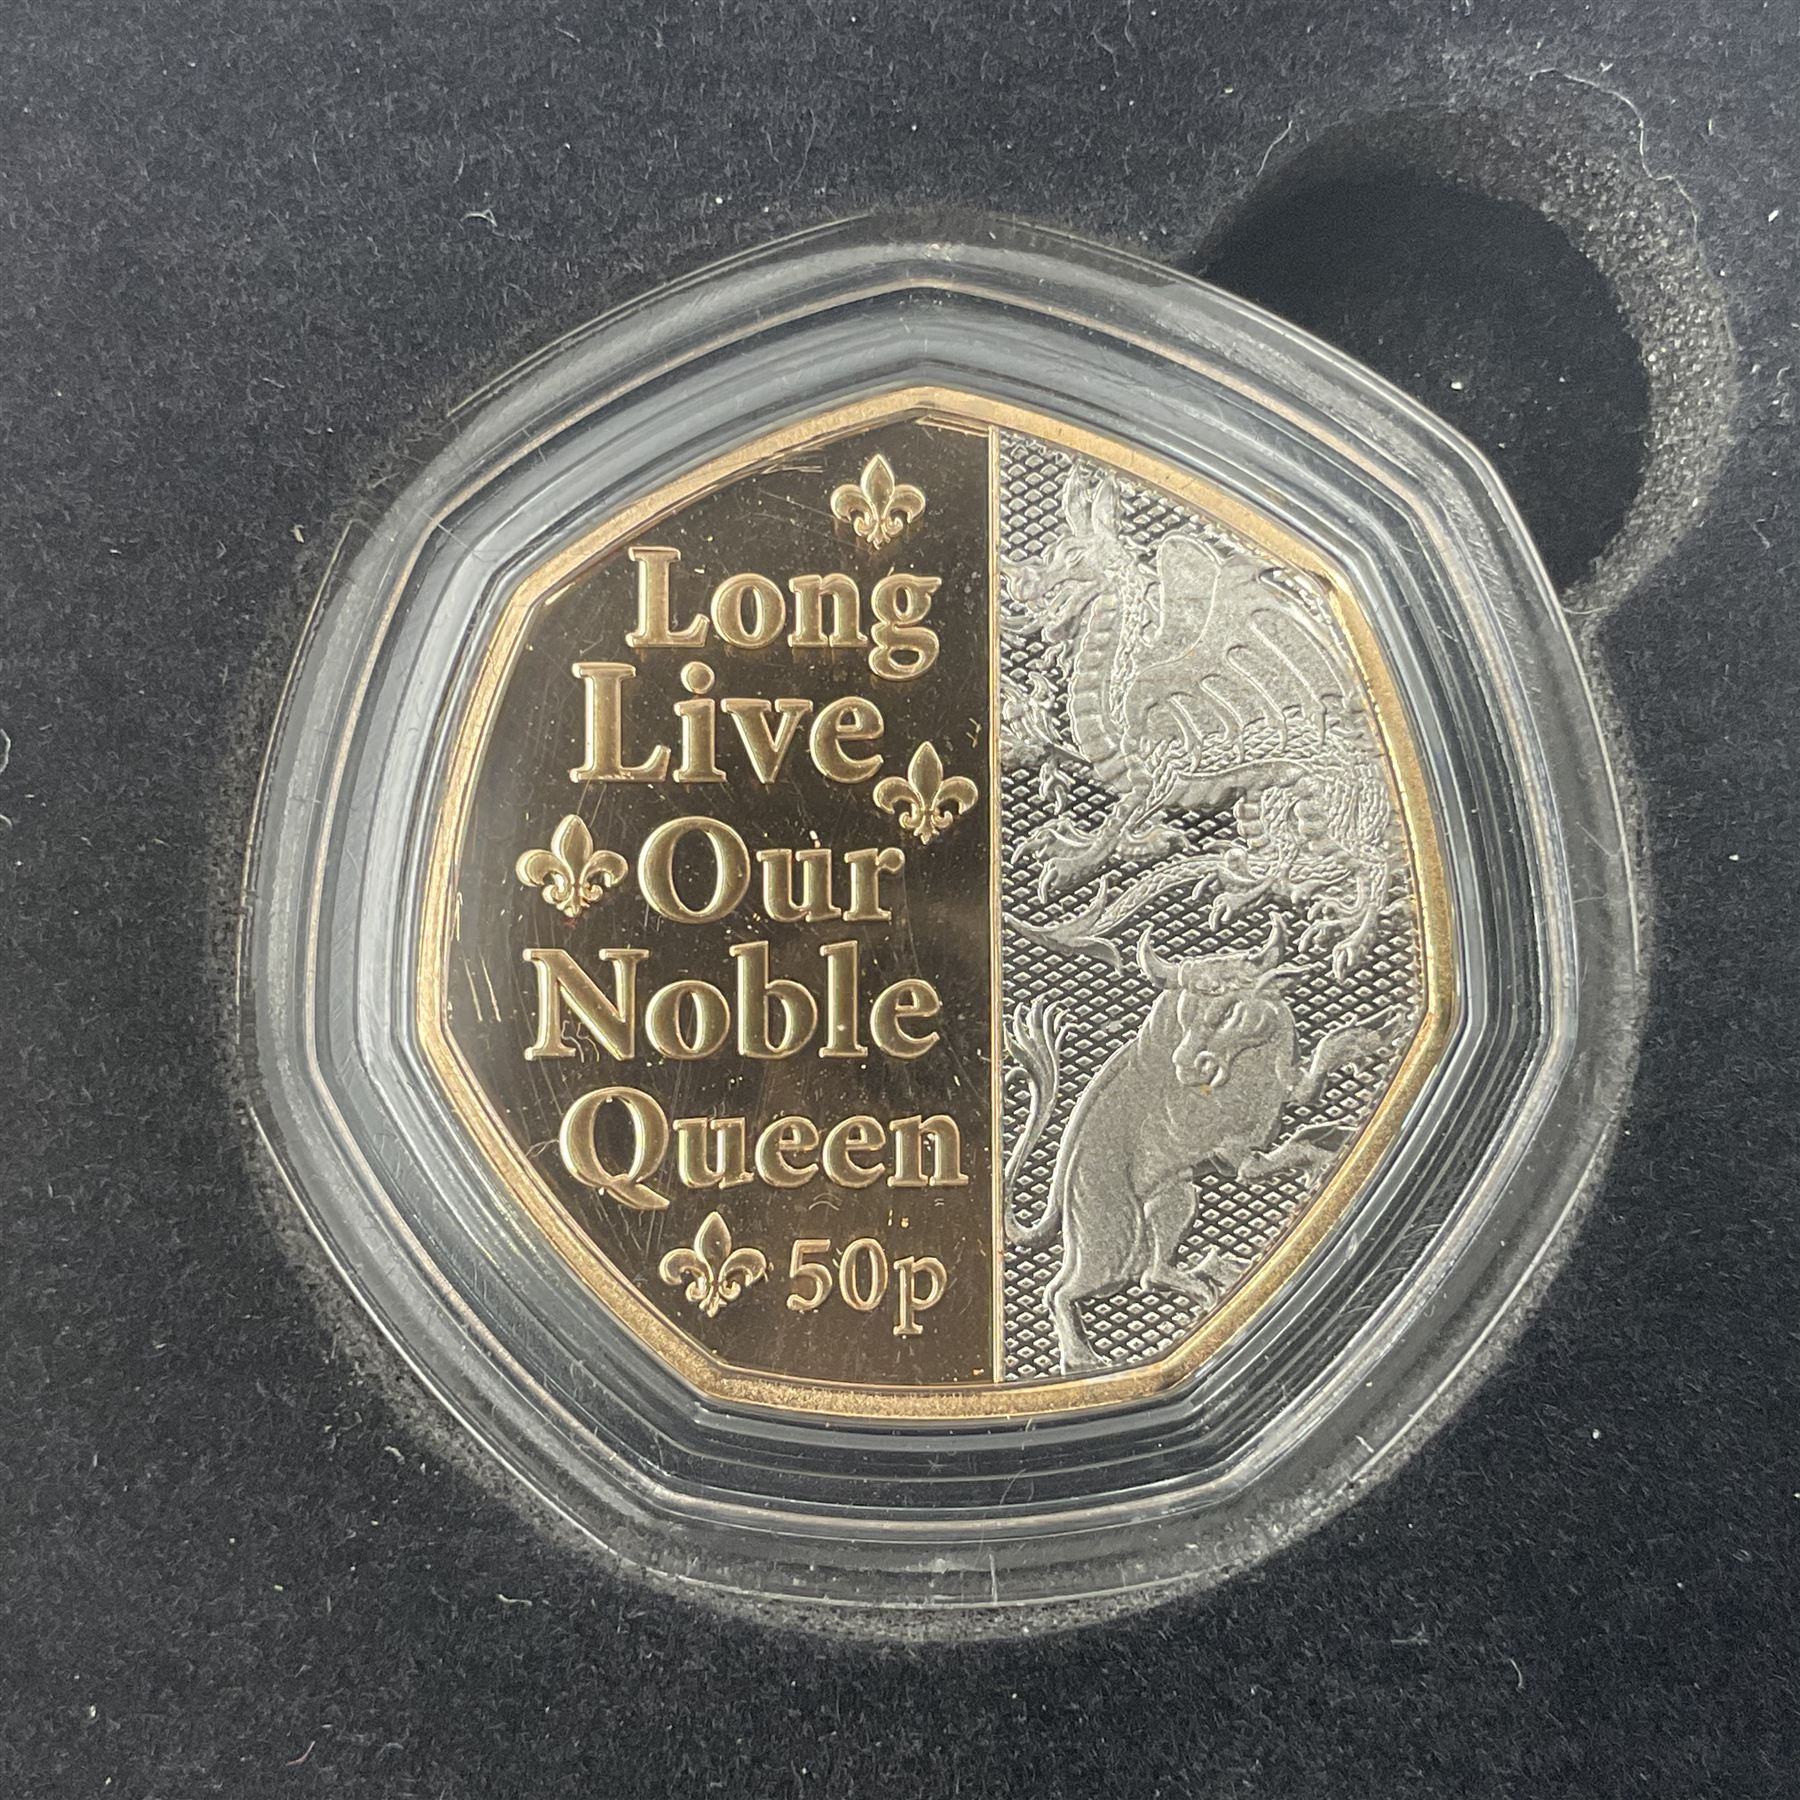 Long
Live
Our
Noble
Queen
50p